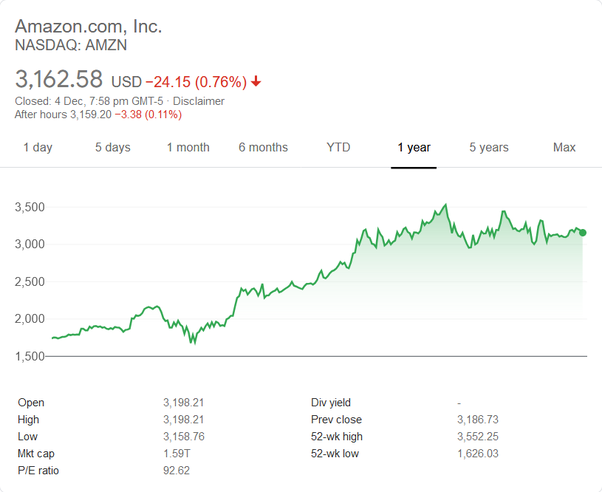 Amazon.com, Inc.
NASDAQ: AMZN
3,162.58 USD −24.15 (0.76%)
Closed: 4 Dec, 7:58 pm GMT-5 · Disclaimer
After hours 3,159.20 −3.38 (0.11%)
1 day 5 days 1 month 6 months YTD 1 year 5 years Max
3,500
3,000
2,500
2,000
1,500
Open 3,198.21 Div yield -
High 3,198.21 Prev close 3,186.73
Low 3,158.76 52-wk high 3,552.25
Mkt cap 1.59T 52-wk low 1,626.03
P/E ratio 92.62